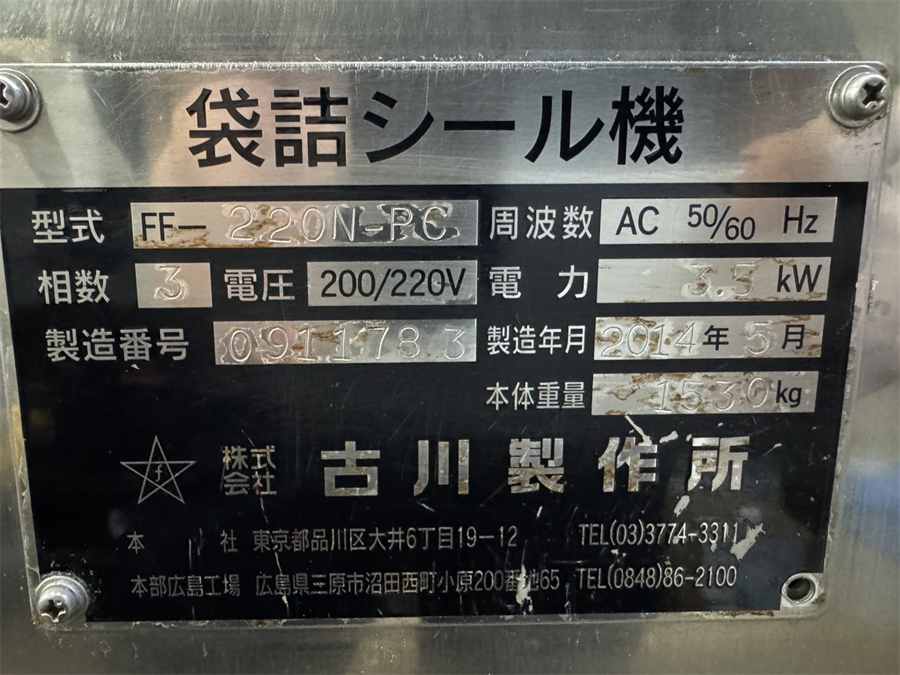 袋詰シール機
型式 FF- 220N-PC 周波数 AC 50/60 Hz
相数 3 電圧 200/220V 電力 3.5 kW
製造番号 0911783 製造年月 2014年5月
本体重量 1530kg
f 株式会社 古川製作所
本社 東京都品川区大井6丁目19-12 TEL(03)3774-3311
本部広島工場 広島県三原市沼田西町小原200番地65 TEL(0848)86-2100